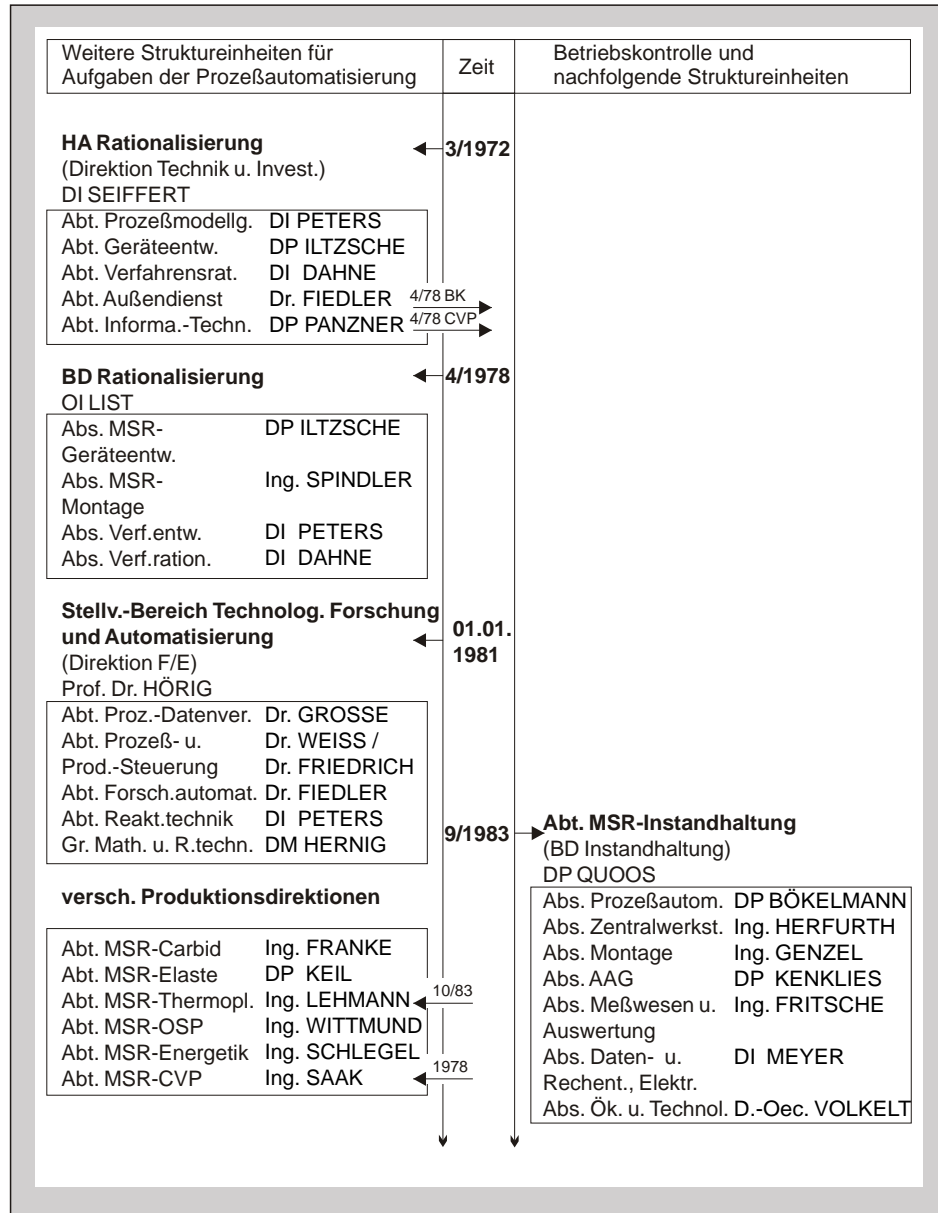 Weitere Struktureinheiten für
Aufgaben der Prozeßautomatisierung
Zeit
Betriebskontrolle und
nachfolgende Struktureinheiten
HA Rationalisierung
3/1972
(Direktion Technik u. Invest.)
DI SEIFFERT
Abt. Prozeßmodellg. DI PETERS
Abt. Geräteentw. DP ILTZSCHE
Abt. Verfahrensrat. DI DAHNE
Abt. Außendienst Dr. FIEDLER 4/78 BK
Abt. Informa.-Techn. DP PANZNER 4/78 CVP
BD Rationalisierung
4/1978
OI LIST
Abs. MSR- DP ILTZSCHE
Geräteentw.
Abs. MSR- Ing. SPINDLER
Montage
Abs. Verf.entw. DI PETERS
Abs. Verf.ration. DI DAHNE
Stellv.-Bereich Technolog. Forschung
und Automatisierung
01.01.
1981
(Direktion F/E)
Prof. Dr. HÖRIG
Abt. Proz.-Datenver. Dr. GROSSE
Abt. Prozeß- u. Dr. WEISS /
Prod.-Steuerung Dr. FRIEDRICH
Abt. Forsch.automat. Dr. FIEDLER
Abt. Reakt.technik DI PETERS
Gr. Math. u. R.techn. DM HERNIG
9/1983
Abt. MSR-Instandhaltung
(BD Instandhaltung)
DP QUOOS
Abs. Prozeßautom. DP BÖKELMANN
Abs. Zentralwerkst. Ing. HERFURTH
Abs. Montage Ing. GENZEL
Abs. AAG DP KENKLIES
Abs. Meßwesen u. Ing. FRITSCHE
Auswertung
Abs. Daten- u. DI MEYER
Rechent., Elektr.
Abs. Ök. u. Technol. D.-Oec. VOLKELT
versch. Produktionsdirektionen
Abt. MSR-Carbid Ing. FRANKE
Abt. MSR-Elaste DP KEIL
Abt. MSR-Thermopl. Ing. LEHMANN 10/83
Abt. MSR-OSP Ing. WITTMUND
Abt. MSR-Energetik Ing. SCHLEGEL
Abt. MSR-CVP Ing. SAAK 1978